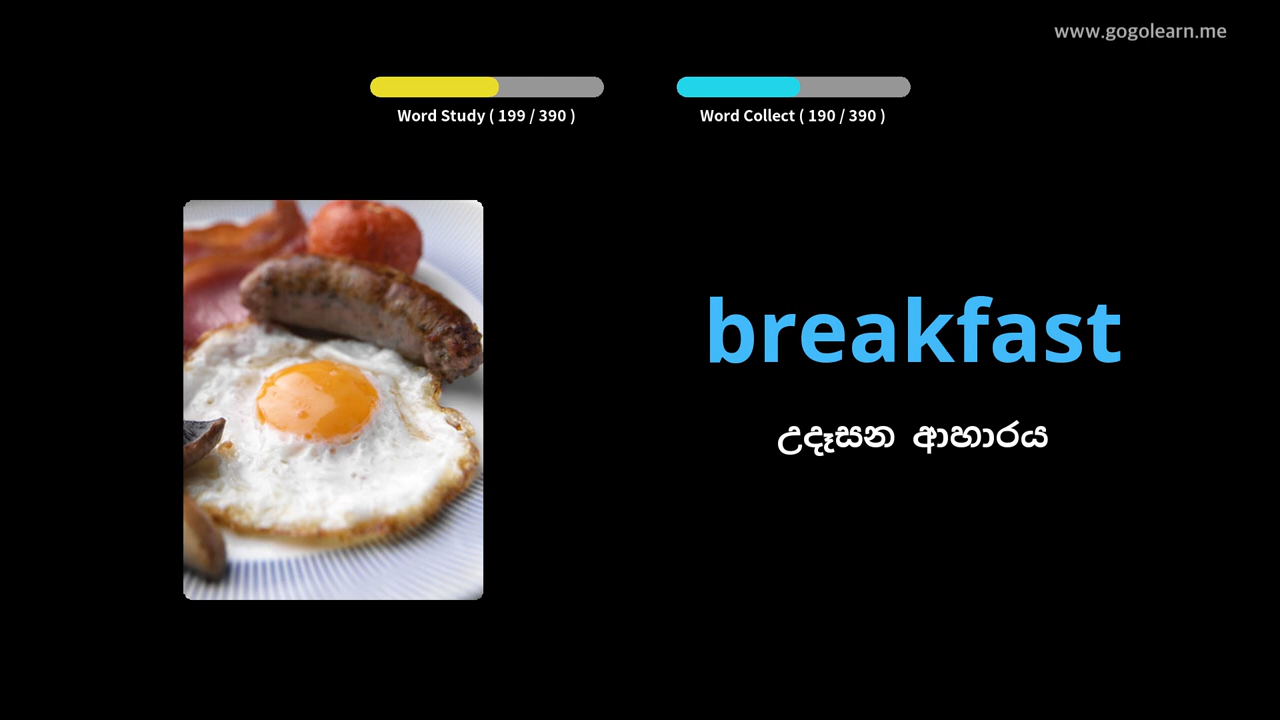 www.gogolearn.me
Word Study ( 199 / 390 )
Word Collect ( 190 / 390 )
breakfast
උදෑසන ආහාරය